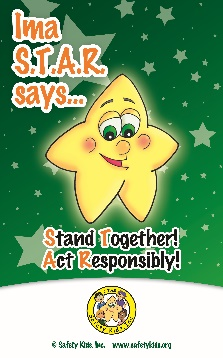 Ima
S.T.A.R.
says...
Stand Together!
Act Responsibly!
© Safety Kids, Inc. www.safetykids.org